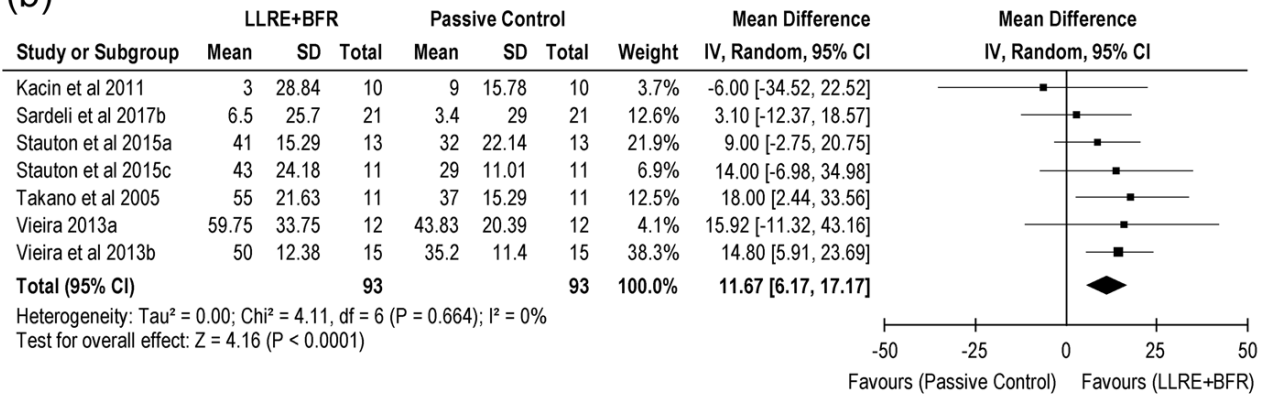 (b)
LLRE+BFR Passive Control Mean Difference Mean Difference
Study or Subgroup Mean SD Total Mean SD Total Weight IV, Random, 95% CI IV, Random, 95% CI
Kacin et al 2011 3 28.84 10 9 15.78 10 3.7% -6.00 [-34.52, 22.52]
Sardeli et al 2017b 6.5 25.7 21 3.4 29 21 12.6% 3.10 [-12.37, 18.57]
Stauton et al 2015a 41 15.29 13 32 22.14 13 21.9% 9.00 [-2.75, 20.75]
Stauton et al 2015c 43 24.18 11 29 11.01 11 6.9% 14.00 [-6.98, 34.98]
Takano et al 2005 55 21.63 11 37 15.29 11 12.5% 18.00 [2.44, 33.56]
Vieira 2013a 59.75 33.75 12 43.83 20.39 12 4.1% 15.92 [-11.32, 43.16]
Vieira et al 2013b 50 12.38 15 35.2 11.4 15 38.3% 14.80 [5.91, 23.69]
Total (95% CI) 93 93 100.0% 11.67 [6.17, 17.17]
Heterogeneity: Tau² = 0.00; Chi² = 4.11, df = 6 (P = 0.664); I² = 0%
Test for overall effect: Z = 4.16 (P < 0.0001)
-50 -25 0 25 50
Favours (Passive Control) Favours (LLRE+BFR)